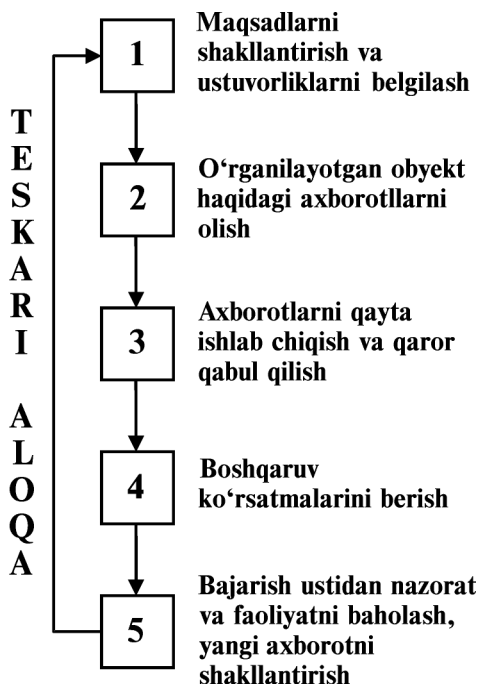 1
Maqsadlarni
shakllantirish va
ustuvorliklarni belgilash
2
O‘rganilayotgan obyekt
haqidagi axborotllarni
olish
3
Axborotlarni qayta
ishlab chiqish va qaror
qabul qilish
4
Boshqaruv
ko‘rsatmalarini berish
5
Bajarish ustidan nazorat
va faoliyatni baholash,
yangi axborotni
shakllantirish
TESKARI ALOQA